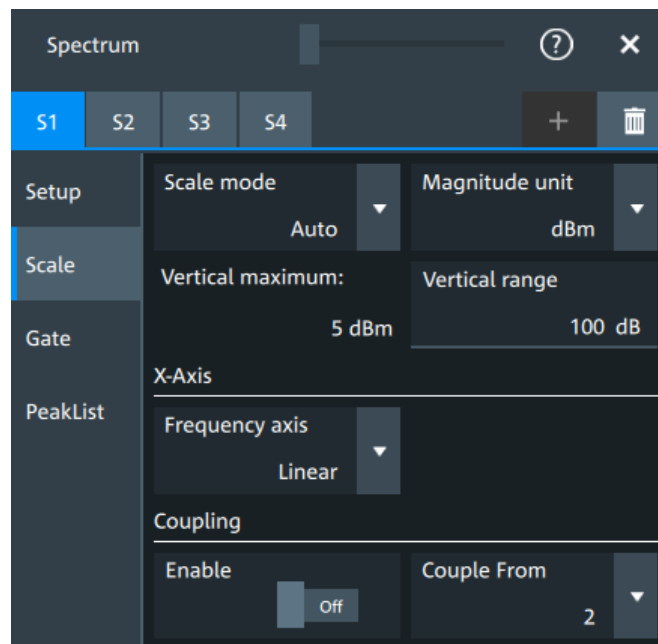 Spectrum ?
S1 S2 S3 S4 +
Setup
Scale
Gate
PeakList
Scale mode
Auto
Magnitude unit
dBm
Vertical maximum:
5 dBm
Vertical range
100 dB
X-Axis
Frequency axis
Linear
Coupling
Enable
Off
Couple From
2